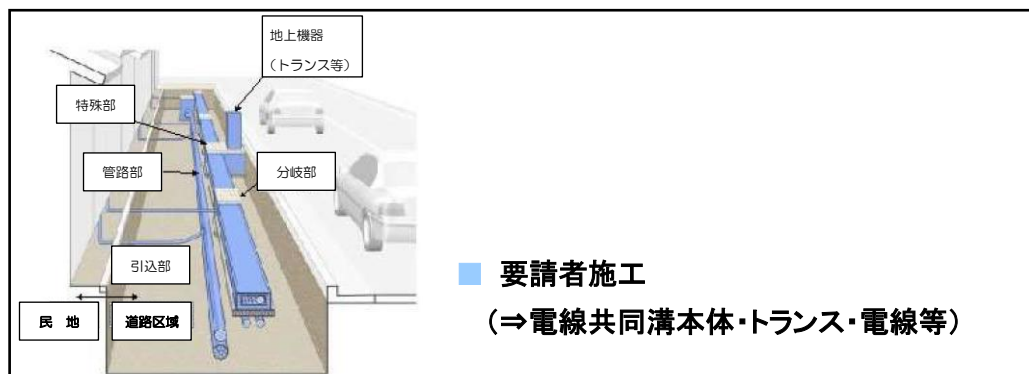 地上機器
（トランス等）
特殊部
管路部
分岐部
引込部
民 地
道路区域
■ 要請者施工
（⇒電線共同溝本体・トランス・電線等）